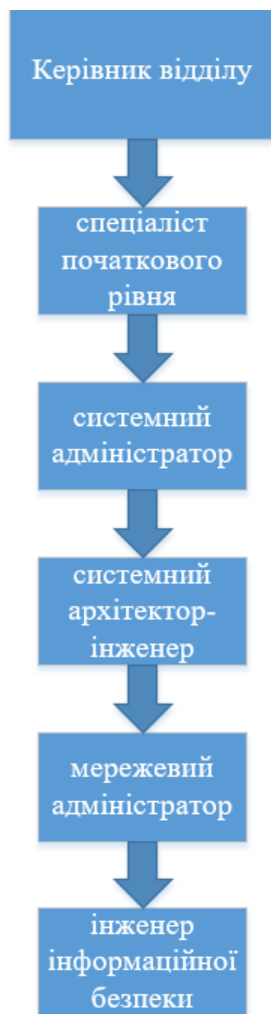 Керівник відділу
спеціаліст
початкового
рівня
системний
адміністратор
системний
архітектор-
інженер
мережевий
адміністратор
інженер
інформаційної
безпеки